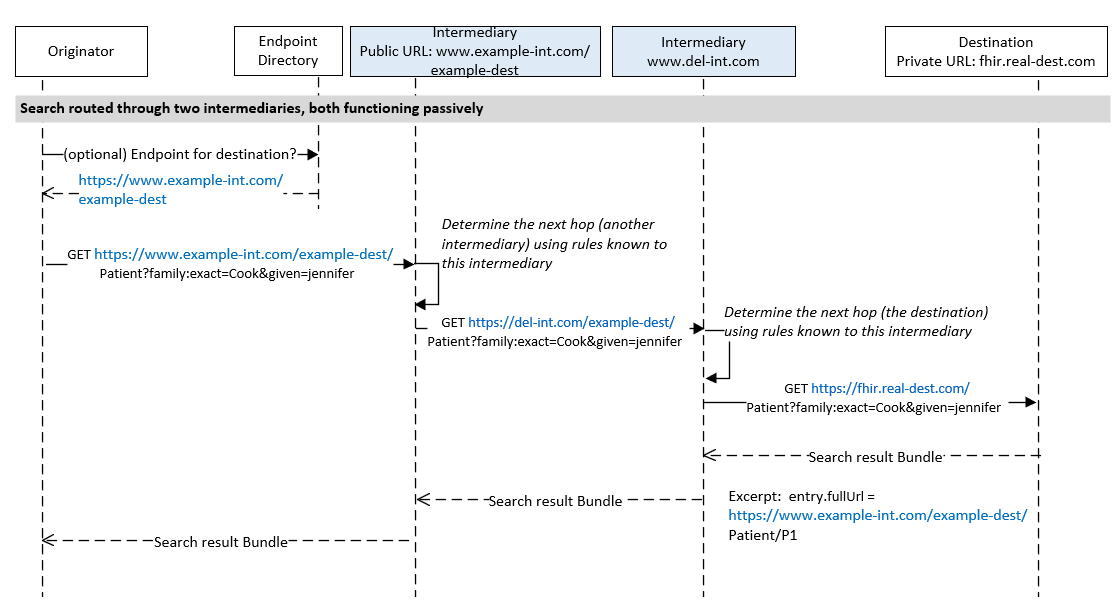 Originator
Endpoint
Directory
Intermediary
Public URL: www.example-int.com/
example-dest
Intermediary
www.del-int.com
Destination
Private URL: fhir.real-dest.com
Search routed through two intermediaries, both functioning passively
(optional) Endpoint for destination?
https://www.example-int.com/
example-dest
Determine the next hop (another
intermediary) using rules known to
this intermediary
GET https://www.example-int.com/example-dest/
Patient?family:exact=Cook&given=jennifer
Determine the next hop (the destination)
using rules known to this intermediary
GET https://del-int.com/example-dest/
Patient?family:exact=Cook&given=jennifer
GET https://fhir.real-dest.com/
Patient?family:exact=Cook&given=jennifer
Search result Bundle
Search result Bundle
Excerpt:  entry.fullUrl =
https://www.example-int.com/example-dest/
Patient/P1
Search result Bundle